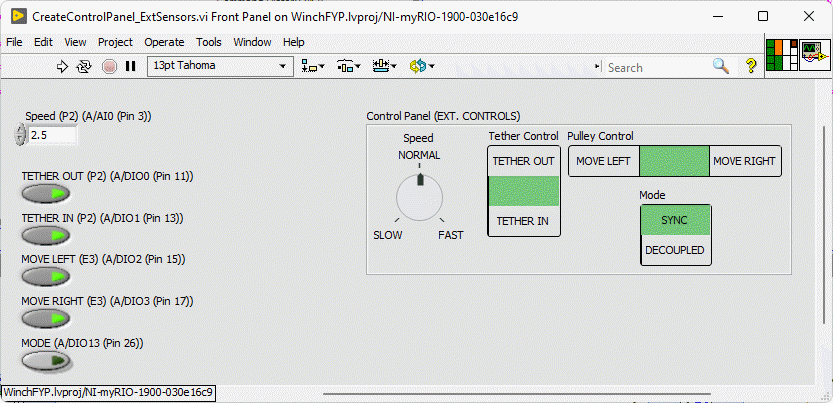 CreateControlPanel_ExtSensors.vi Front Panel on WinchFYP.lvproj/NI-myRIO-1900-030e16c9
File Edit View Project Operate Tools Window Help
13pt Tahoma
Search
Speed (P2) (A/AI0 (Pin 3))
2.5
TETHER OUT (P2) (A/DIO0 (Pin 11))
TETHER IN (P2) (A/DIO1 (Pin 13))
MOVE LEFT (E3) (A/DIO2 (Pin 15))
MOVE RIGHT (E3) (A/DIO3 (Pin 17))
MODE (A/DIO13 (Pin 26))
Control Panel (EXT. CONTROLS)
Speed
NORMAL
SLOW
FAST
Tether Control
TETHER OUT
TETHER IN
Pulley Control
MOVE LEFT
MOVE RIGHT
Mode
SYNC
DECOUPLED
WinchFYP.lvproj/NI-myRIO-1900-030e16c9